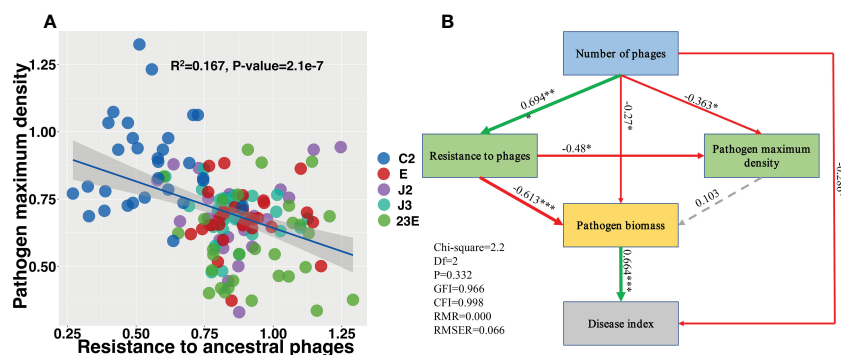 A
B
R²=0.167, P-value=2.1e-7
Pathogen maximum density
1.25
1.00
0.75
0.50
0.25
0.50
0.75
1.00
1.25
Resistance to ancestral phages
C2
E
J2
J3
23E
Number of phages
0.694**
*
-0.27*
-0.363*
Resistance to phages
-0.48*
Pathogen maximum
density
-0.613***
0.103
Pathogen biomass
0.664***
Disease index
Chi-square=2.2
Df=2
P=0.332
GFI=0.966
CFI=0.998
RMR=0.000
RMSER=0.066